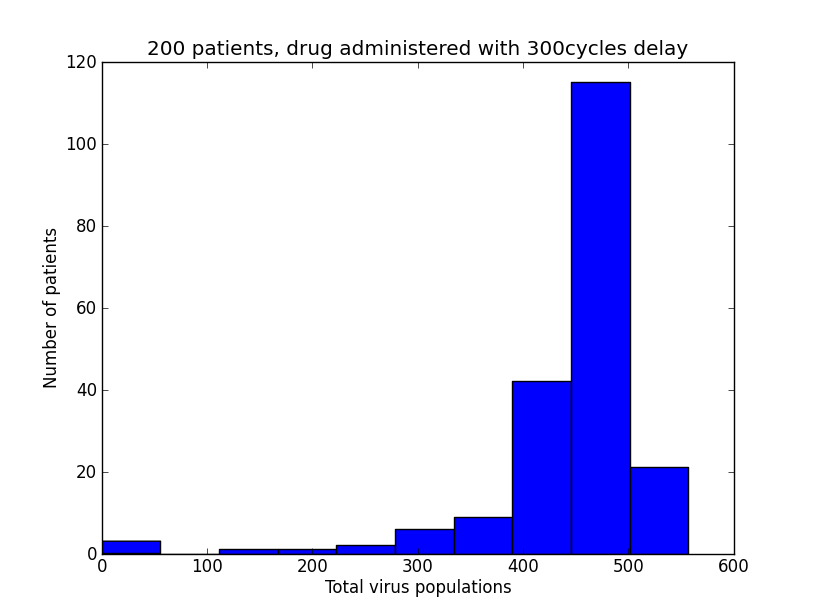 200 patients, drug administered with 300cycles delay
120
100
80
60
40
20
0
0 100 200 300 400 500 600
Number of patients
Total virus populations